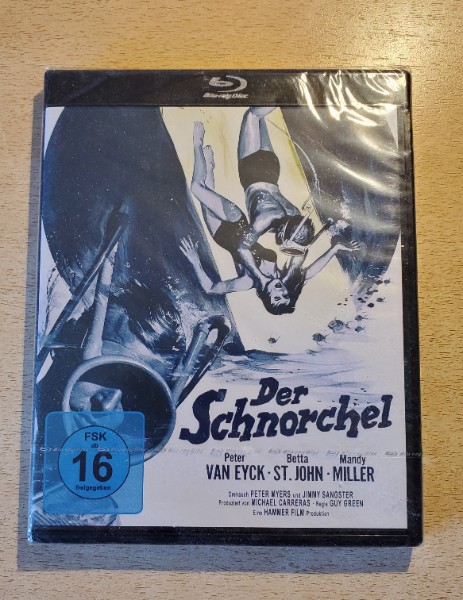 Blu-ray Disc
Der
Schnorchel
Peter Betta Mandy
VAN EYCK · ST. JOHN · MILLER
Drehbuch PETER MYERS und JIMMY SANGSTER
Produziert von MICHAEL CARRERAS · Regie GUY GREEN
Eine HAMMER FILM Produktion
FSK
ab
16
freigegeben